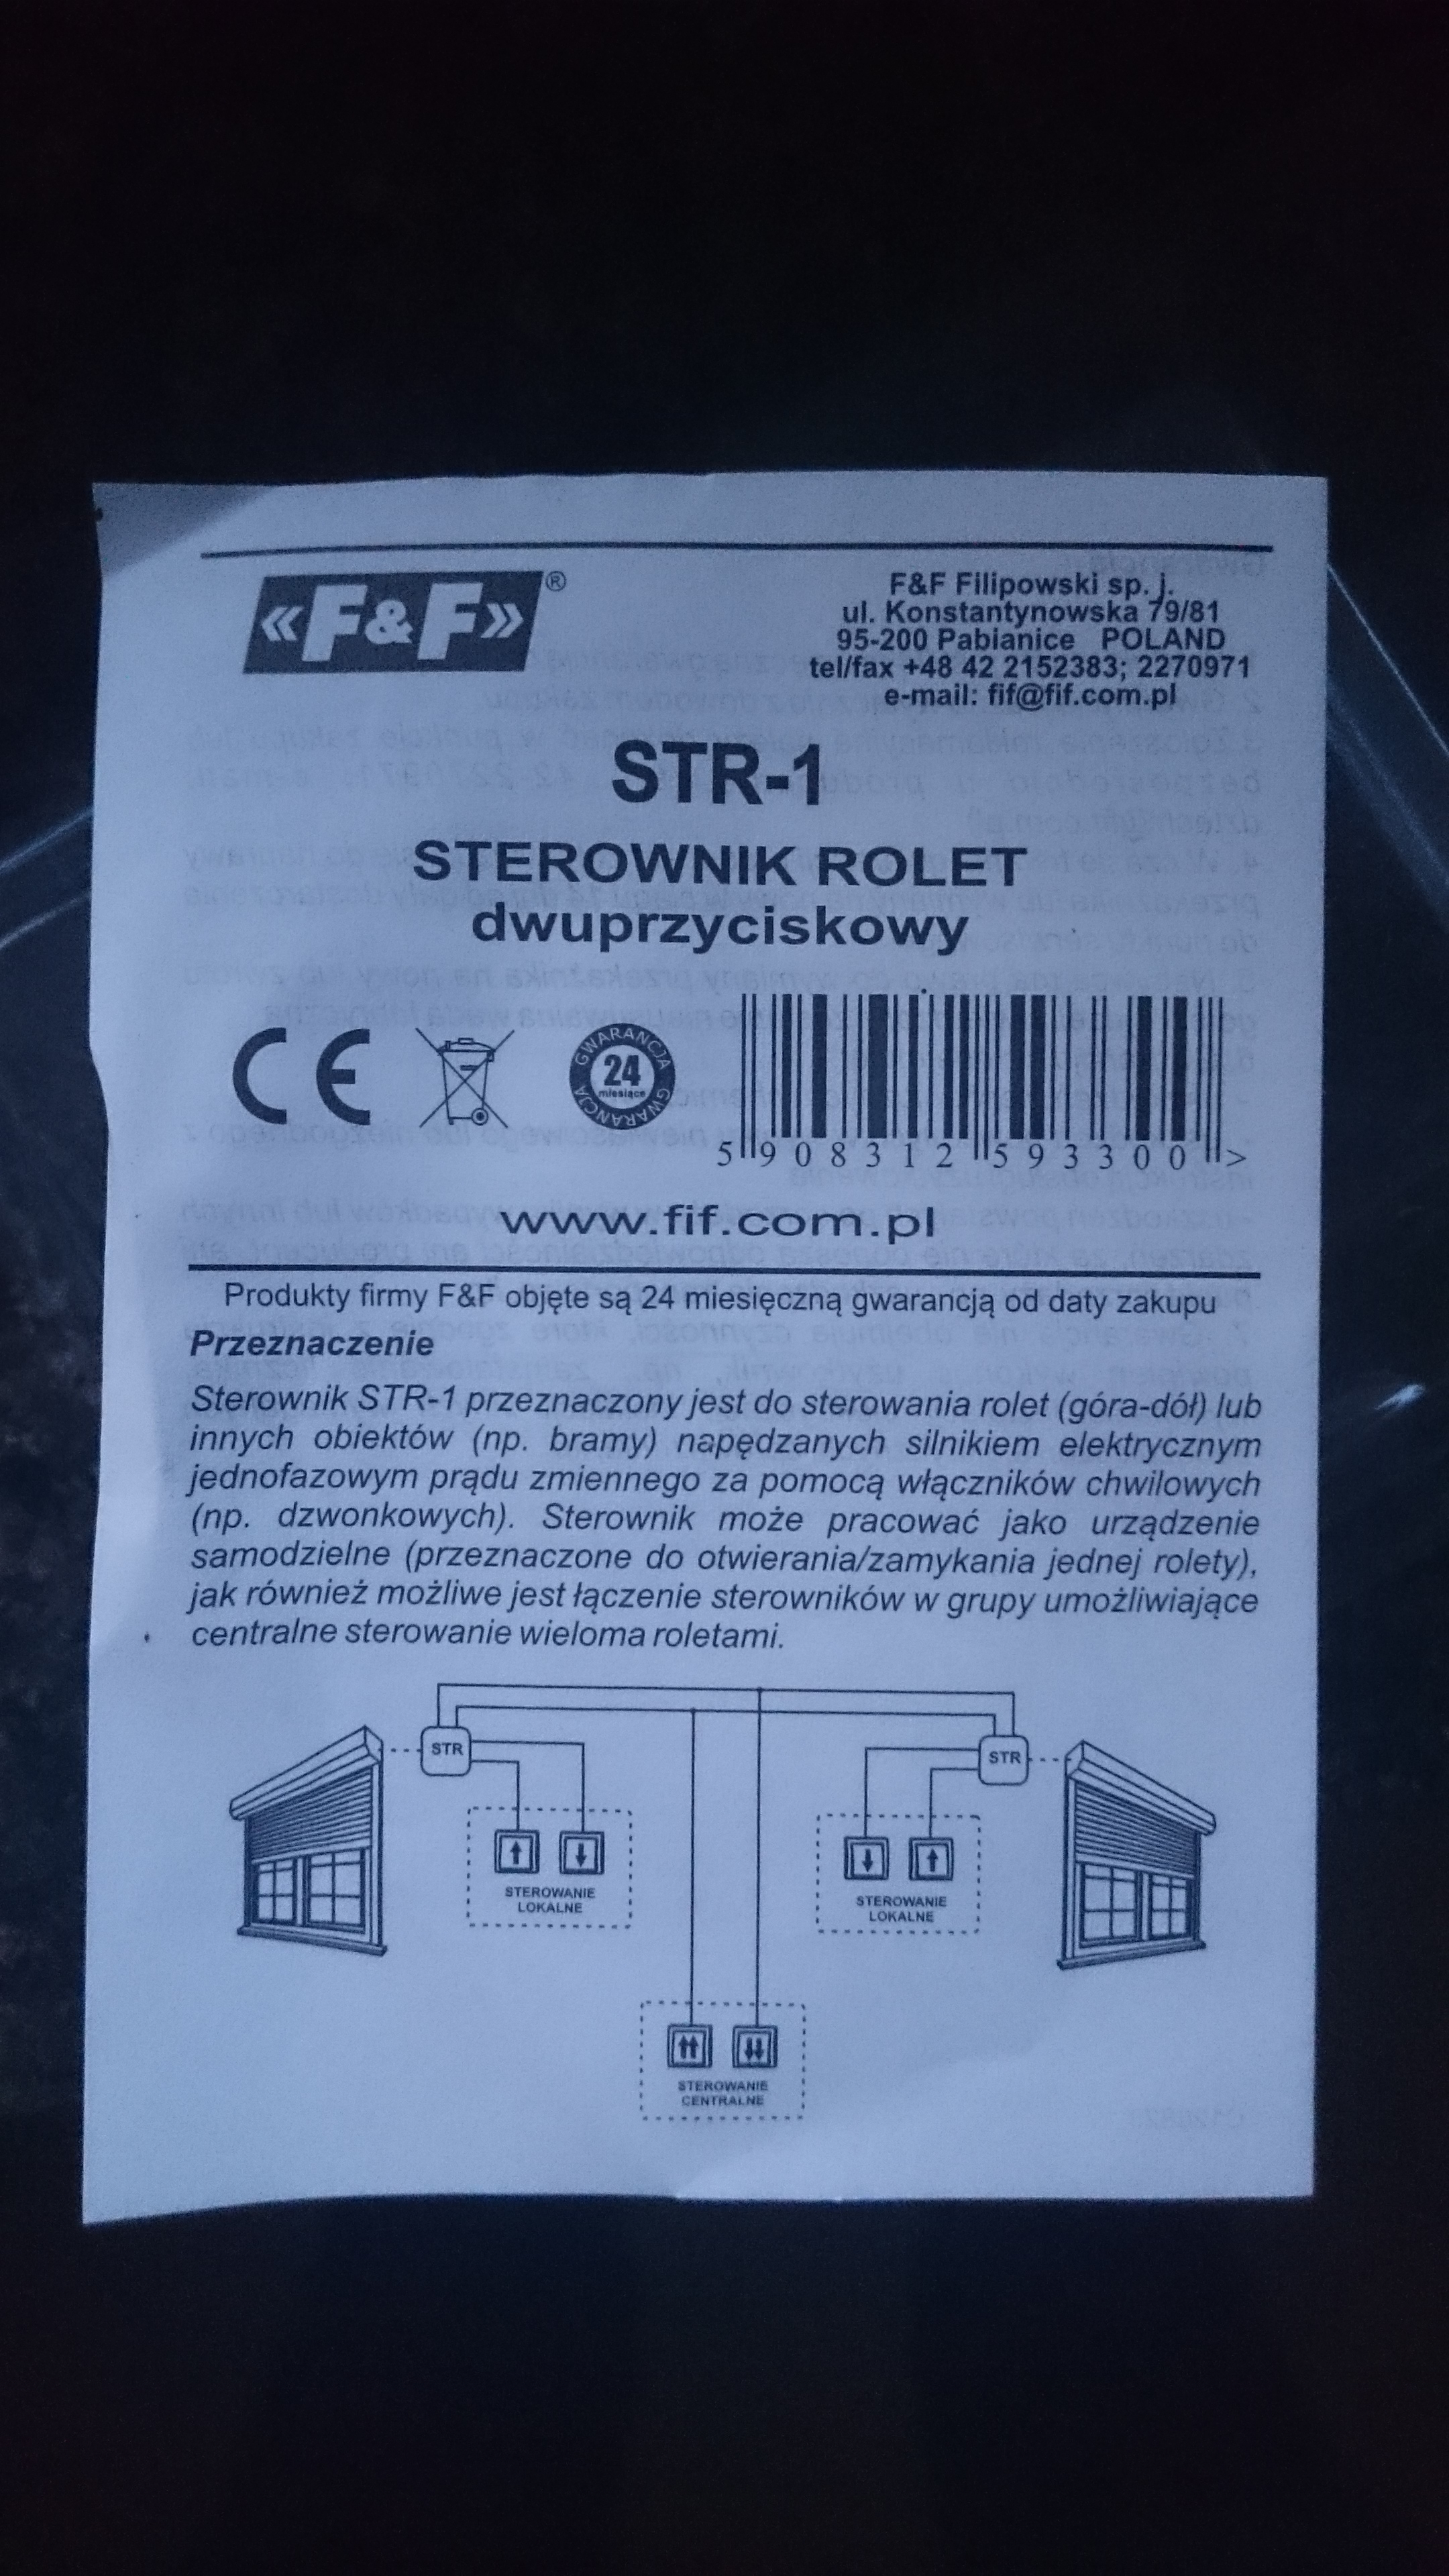 «F&F»®
F&F Filipowski sp. j.
ul. Konstantynowska 79/81
95-200 Pabianice POLAND
tel/fax +48 42 2152383; 2270971
e-mail: fif@fif.com.pl
STR-1
STEROWNIK ROLET
dwuprzyciskowy
CE
GWARANCJA
24
miesiące
GWARANCJA
5 908312 593300 >
www.fif.com.pl
Produkty firmy F&F objęte są 24 miesięczną gwarancją od daty zakupu
Przeznaczenie
Sterownik STR-1 przeznaczony jest do sterowania rolet (góra-dół) lub
innych obiektów (np. bramy) napędzanych silnikiem elektrycznym
jednofazowym prądu zmiennego za pomocą włączników chwilowych
(np. dzwonkowych). Sterownik może pracować jako urządzenie
samodzielne (przeznaczone do otwierania/zamykania jednej rolety),
jak również możliwe jest łączenie sterowników w grupy umożliwiające
centralne sterowanie wieloma roletami.
STR
STR
STEROWANIE
LOKALNE
STEROWANIE
LOKALNE
STEROWANIE
CENTRALNE